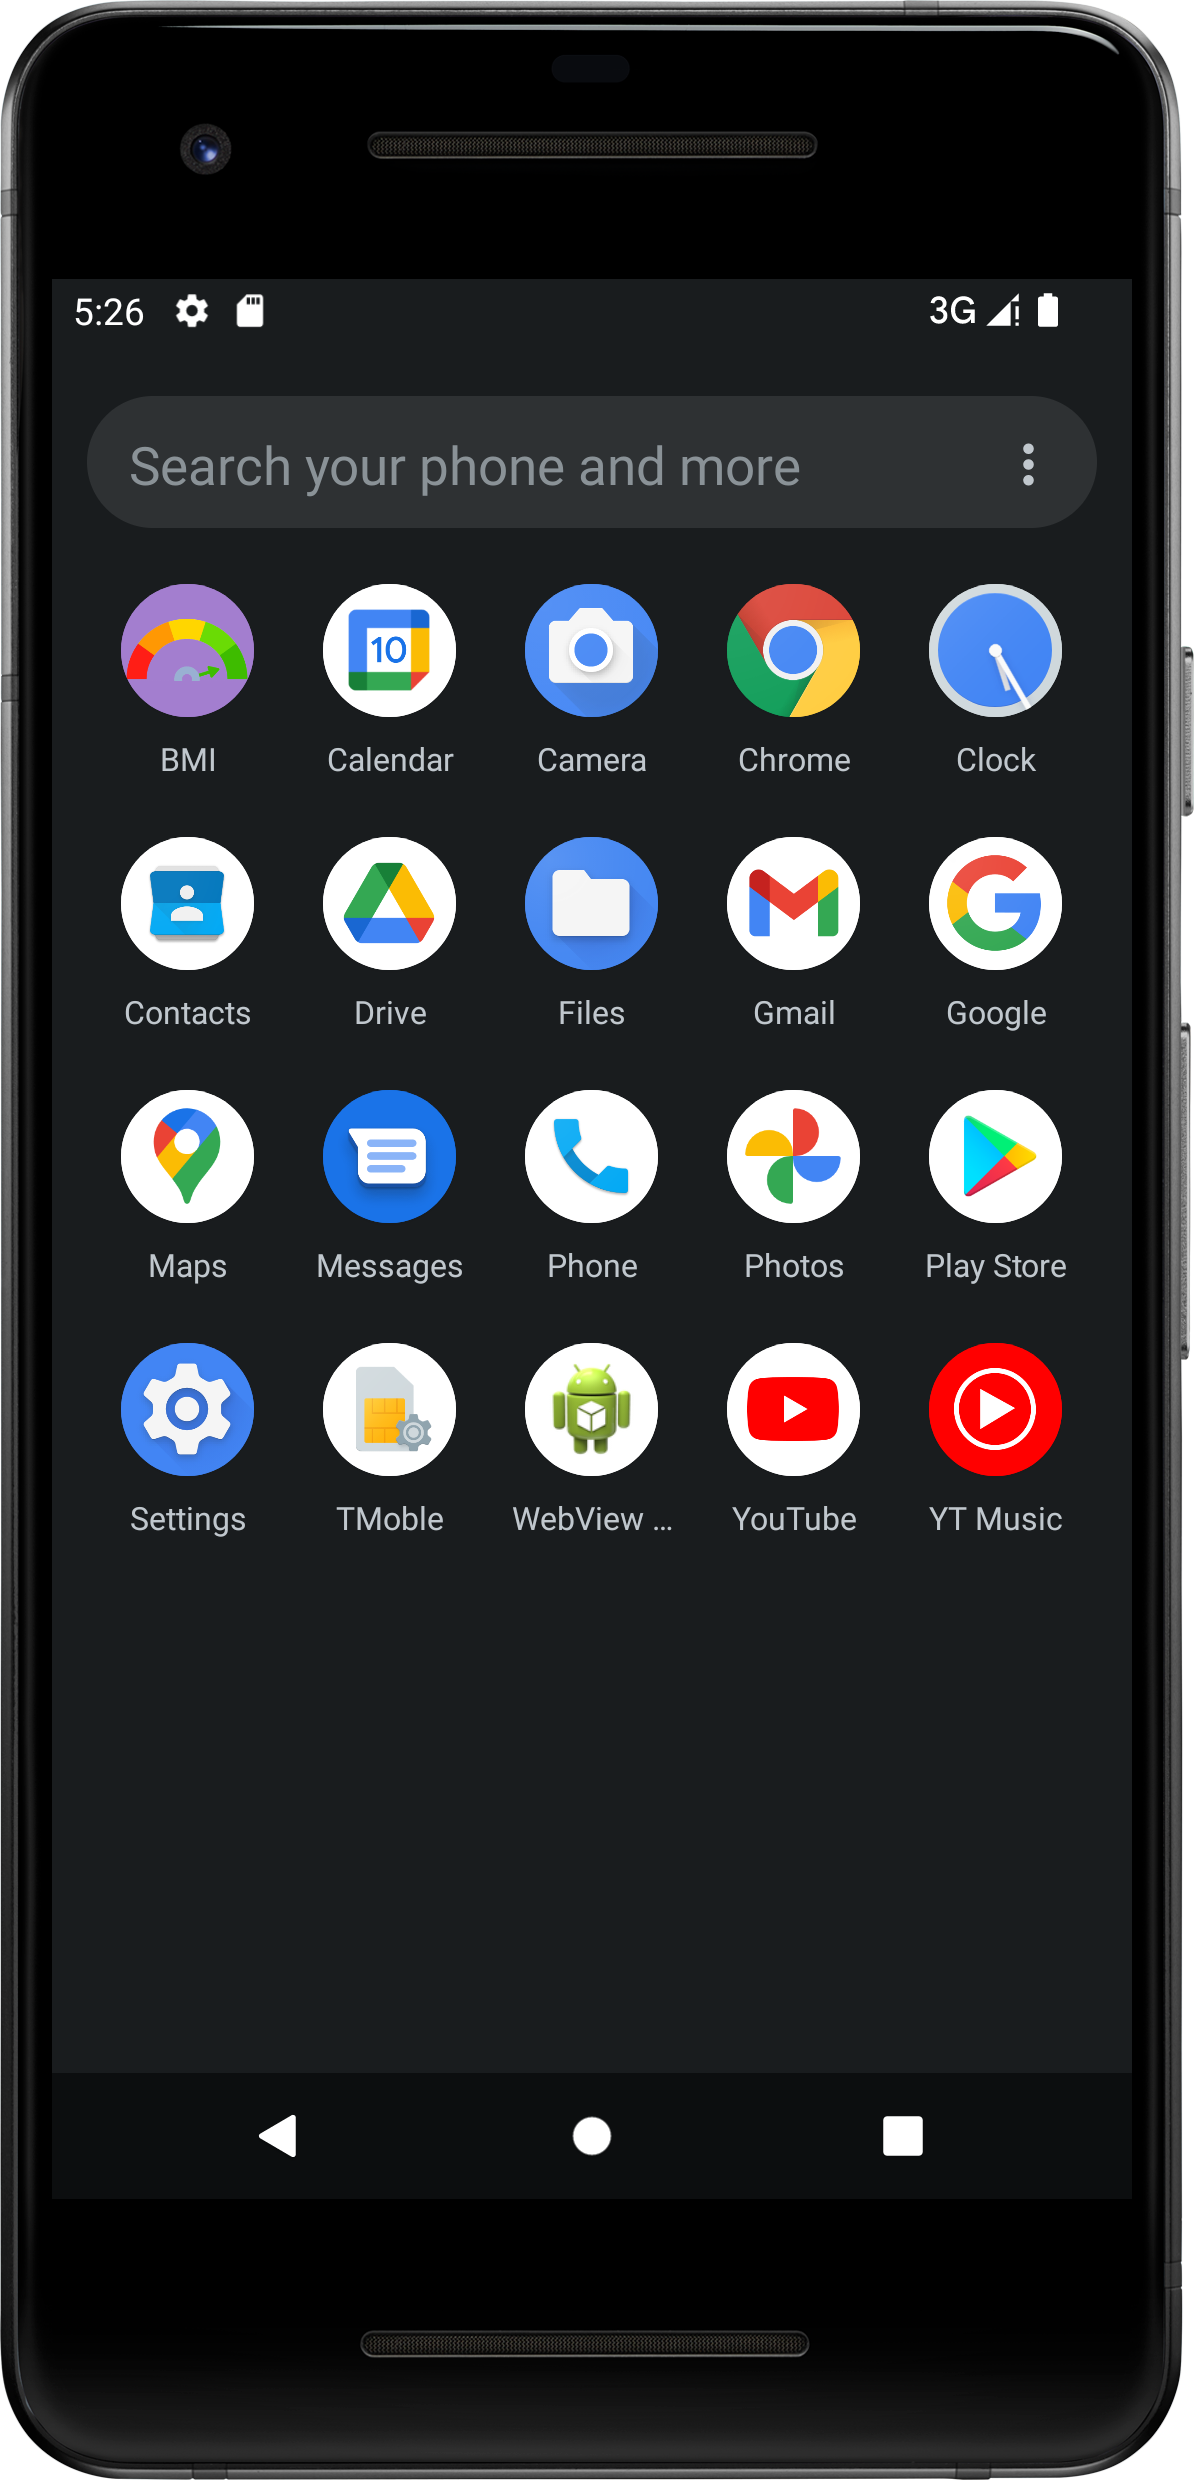 5:26 3G
Search your phone and more
10
BMI Calendar Camera Chrome Clock
Contacts Drive Files Gmail Google
Maps Messages Phone Photos Play Store
Settings TMoble WebView ... YouTube YT Music